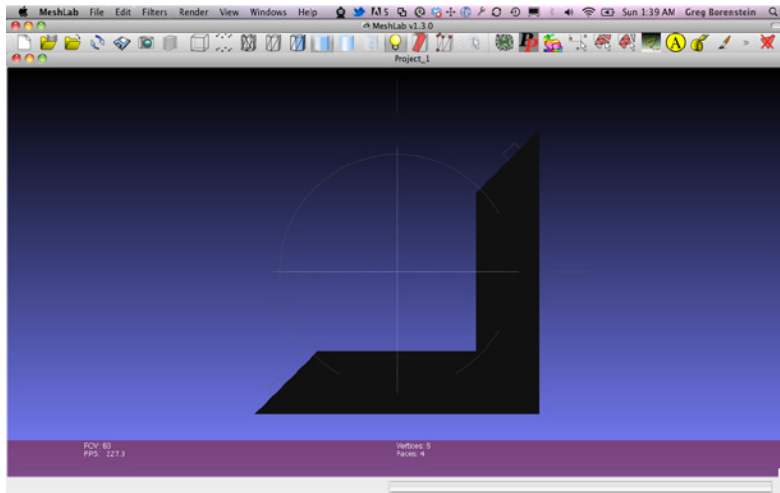 MeshLab File Edit Filters Render View Windows Help 5 Sun 1:39 AM Greg Borenstein
MeshLab v1.3.0
A
Project_1
FOV: 60
FPS: 227.3
Vertices: 6
Faces: 4